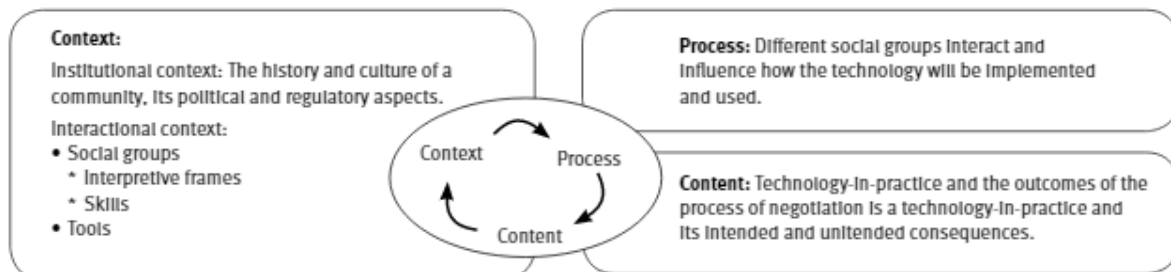 Context:
Institutional context: The history and culture of a
community, its political and regulatory aspects.
Interactional context:
• Social groups
* Interpretive frames
* Skills
• Tools
Process: Different social groups interact and
influence how the technology will be implemented
and used.
Context
Process
Content
Content: Technology-in-practice and the outcomes of the
process of negotiation is a technology-in-practice and
its intended and unitended consequences.